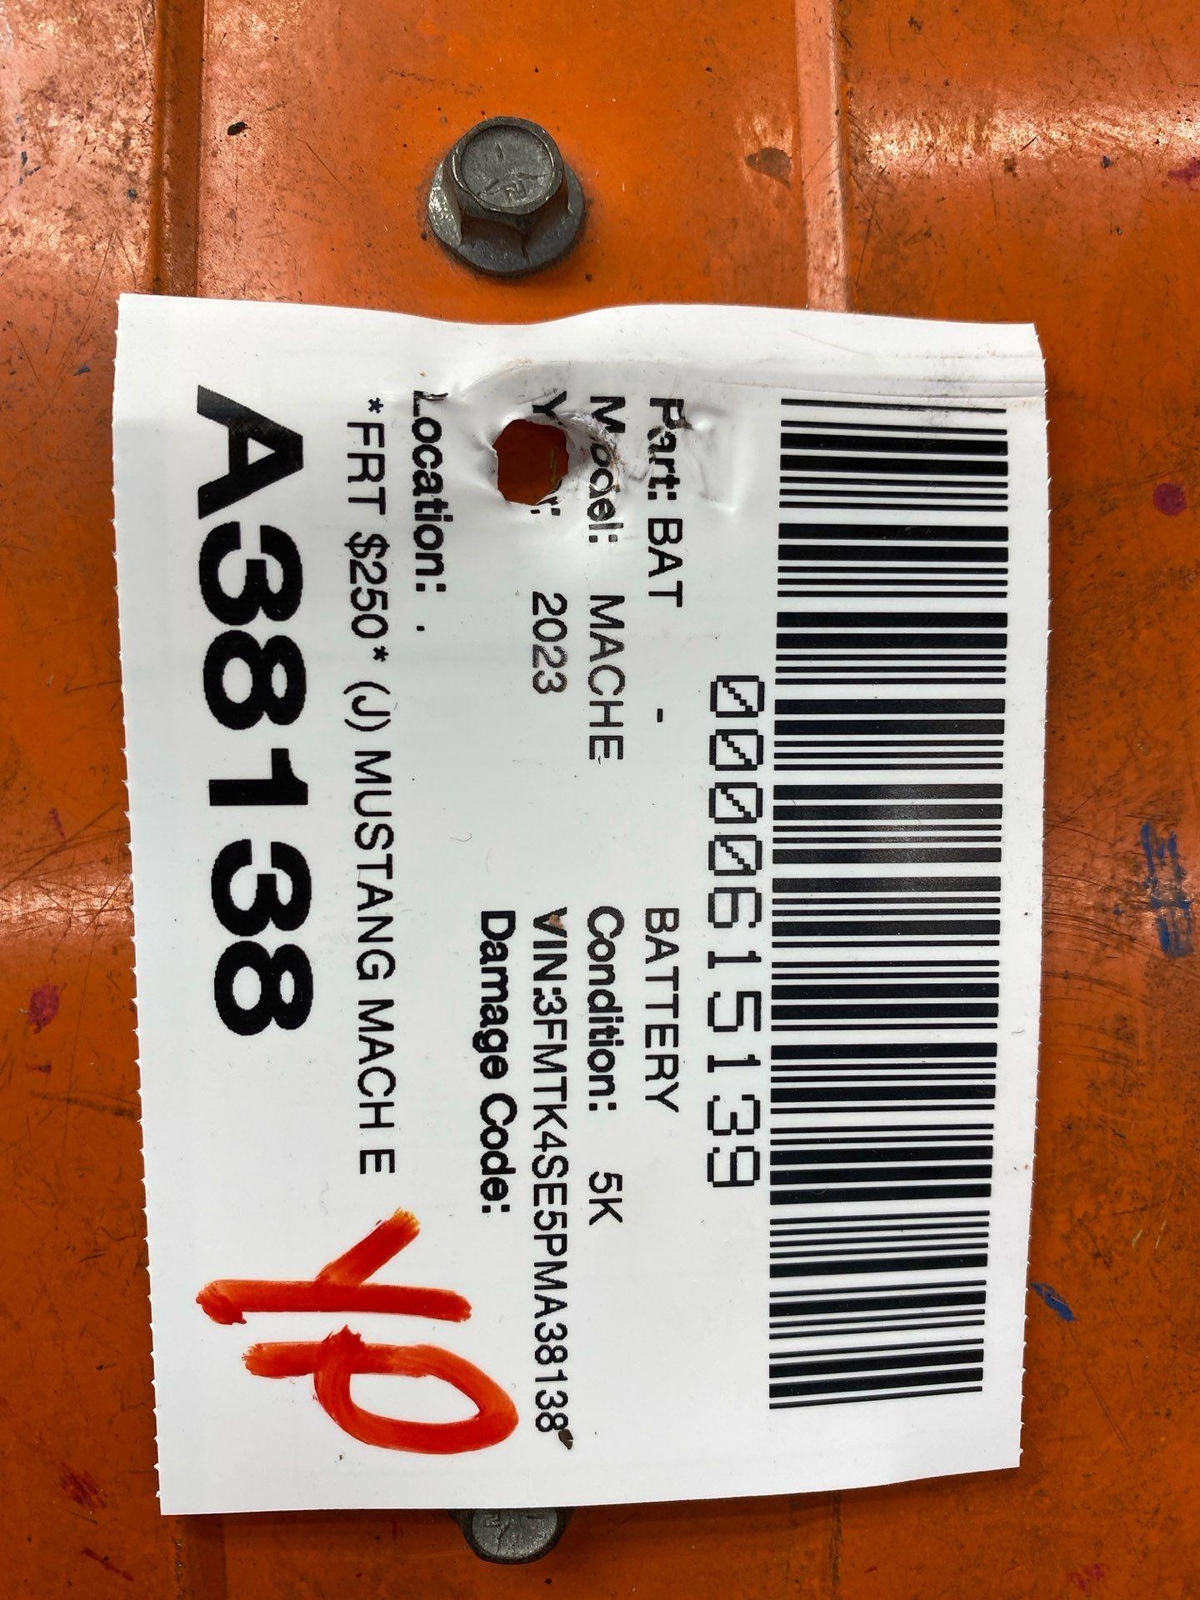 0000615139
Part: BAT - BATTERY
Model: MACHE Condition: 5K
2023 VIN:3FMTK4SE5PMA38138
Damage Code:
Location: .
*FRT $250* (J) MUSTANG MACH E
A38138